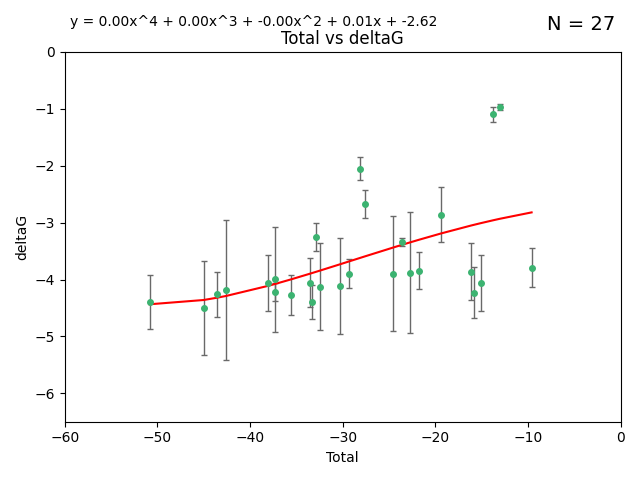 y = 0.00x^4 + 0.00x^3 + -0.00x^2 + 0.01x + -2.62
N = 27
Total vs deltaG
0
−1
−2
−3
−4
−5
−6
deltaG
−60 −50 −40 −30 −20 −10 0
Total